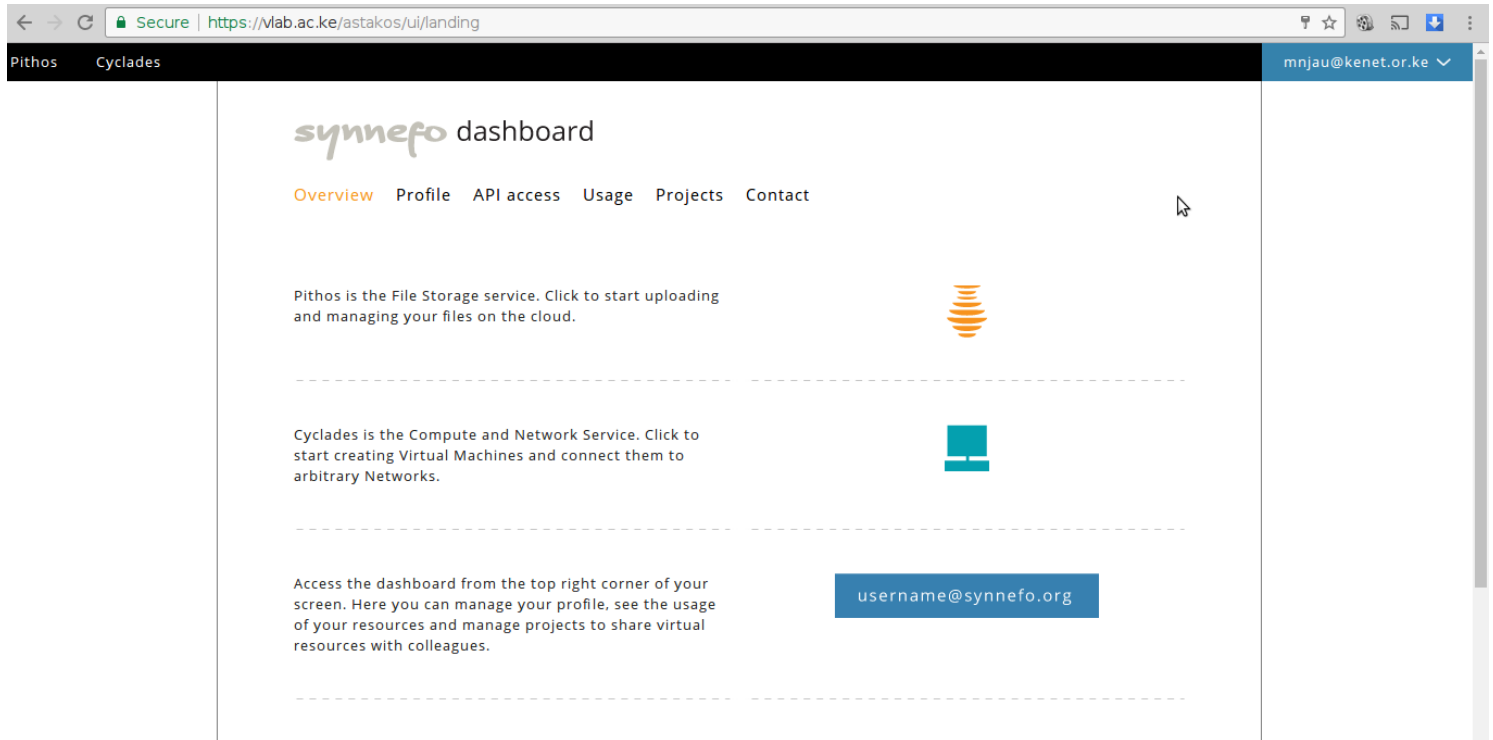 Secure | https://vlab.ac.ke/astakos/ui/landing
Pithos Cyclades mnjau@kenet.or.ke
synnefo dashboard
Overview Profile API access Usage Projects Contact
Pithos is the File Storage service. Click to start uploading
and managing your files on the cloud.
Cyclades is the Compute and Network Service. Click to
start creating Virtual Machines and connect them to
arbitrary Networks.
Access the dashboard from the top right corner of your
screen. Here you can manage your profile, see the usage
of your resources and manage projects to share virtual
resources with colleagues.
username@synnefo.org